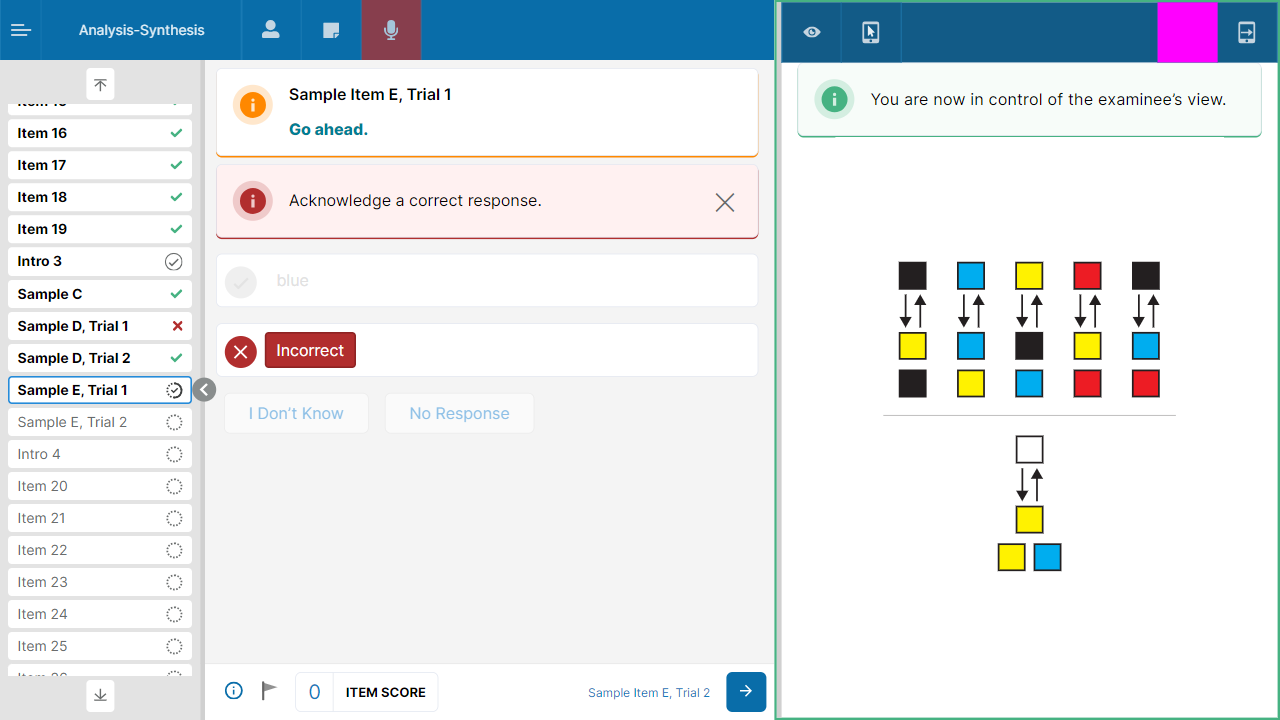 Analysis-Synthesis
Item 16
Item 17
Item 18
Item 19
Intro 3
Sample C
Sample D, Trial 1
Sample D, Trial 2
Sample E, Trial 1
Sample E, Trial 2
Intro 4
Item 20
Item 21
Item 22
Item 23
Item 24
Item 25
Sample Item E, Trial 1
Go ahead.
Acknowledge a correct response.
blue
Incorrect
I Don't Know
No Response
0
ITEM SCORE
Sample Item E, Trial 2
You are now in control of the examinee's view.